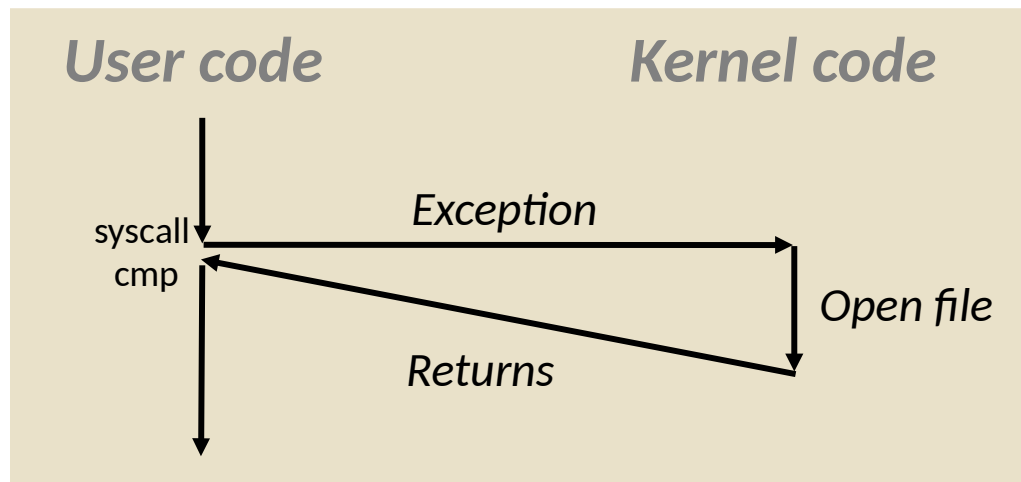 User code
Kernel code
Exception
syscall
cmp
Open file
Returns